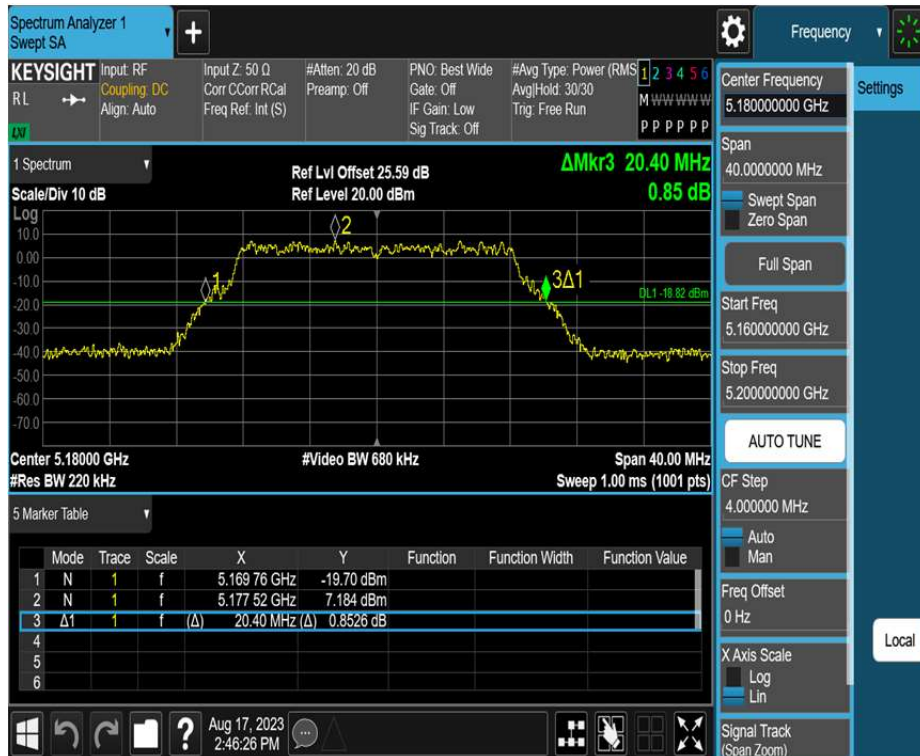 Spectrum Analyzer 1
Swept SA
+
Frequency
KEYSIGHT
RL
LXI
Input: RF
Coupling: DC
Align: Auto
Input Z: 50 Ω
Corr CCorr RCal
Freq Ref: Int (S)
#Atten: 20 dB
Preamp: Off
PNO: Best Wide
Gate: Off
IF Gain: Low
Sig Track: Off
#Avg Type: Power (RMS
Avg|Hold: 30/30
Trig: Free Run
1 2 3 4 5 6
M W W W W W
P P P P P P
Center Frequency
5.180000000 GHz
Settings
Span
40.0000000 MHz
Swept Span
Zero Span
Full Span
Start Freq
5.160000000 GHz
Stop Freq
5.200000000 GHz
AUTO TUNE
CF Step
4.000000 MHz
Auto
Man
Freq Offset
0 Hz
X Axis Scale
Log
Lin
Signal Track
(Span Zoom)
Local
1 Spectrum
Scale/Div 10 dB
Ref Lvl Offset 25.59 dB
Ref Level 20.00 dBm
ΔMkr3 20.40 MHz
0.85 dB
Log
10.0
0.00
-10.0
-20.0
-30.0
-40.0
-50.0
-60.0
-70.0
1
2
3Δ1
DL1 -18.82 dBm
Center 5.18000 GHz
#Video BW 680 kHz
Span 40.00 MHz
#Res BW 220 kHz
Sweep 1.00 ms (1001 pts)
5 Marker Table
Mode Trace Scale X Y Function Function Width Function Value
1 N 1 f 5.169 76 GHz -19.70 dBm
2 N 1 f 5.177 52 GHz 7.184 dBm
3 Δ1 1 f (Δ) 20.40 MHz (Δ) 0.8526 dB
4
5
6
?
Aug 17, 2023
2:46:26 PM